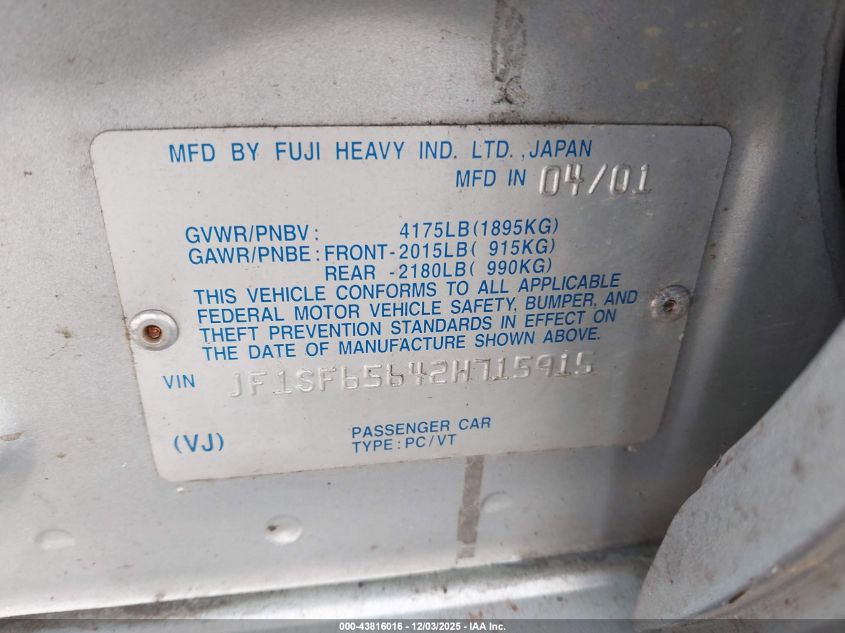 MFD BY FUJI HEAVY IND. LTD.,JAPAN
MFD IN 04/01
GVWR/PNBV: 4175LB(1895KG)
GAWR/PNBE: FRONT-2015LB( 915KG)
REAR -2180LB( 990KG)
THIS VEHICLE CONFORMS TO ALL APPLICABLE
FEDERAL MOTOR VEHICLE SAFETY, BUMPER, AND
THEFT PREVENTION STANDARDS IN EFFECT ON
THE DATE OF MANUFACTURE SHOWN ABOVE.
VIN JF1SF65642H715915
(VJ)
PASSENGER CAR
TYPE: PC/VT
000-43816016 - 12/03/2025 - IAA Inc.